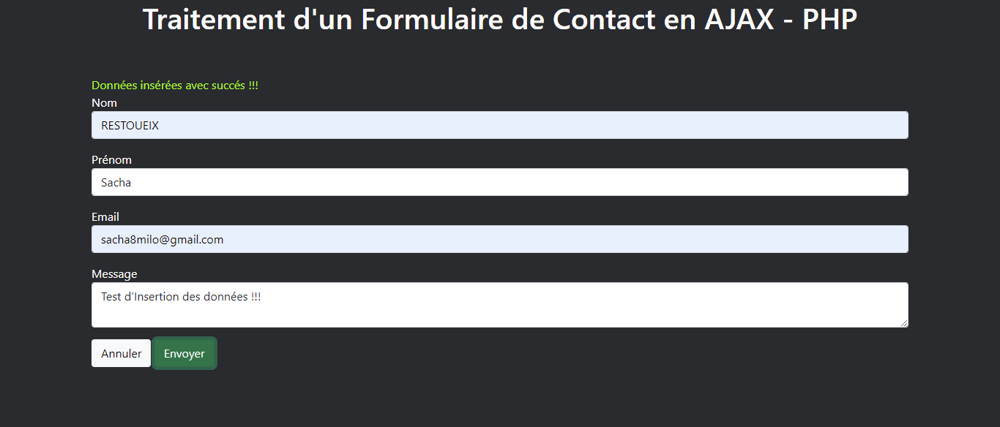 Traitement d'un Formulaire de Contact en AJAX - PHP
Données insérées avec succés !!!
Nom
RESTOUEIX
Prénom
Sacha
Email
sacha8milo@gmail.com
Message
Test d'Insertion des données !!!
Annuler Envoyer